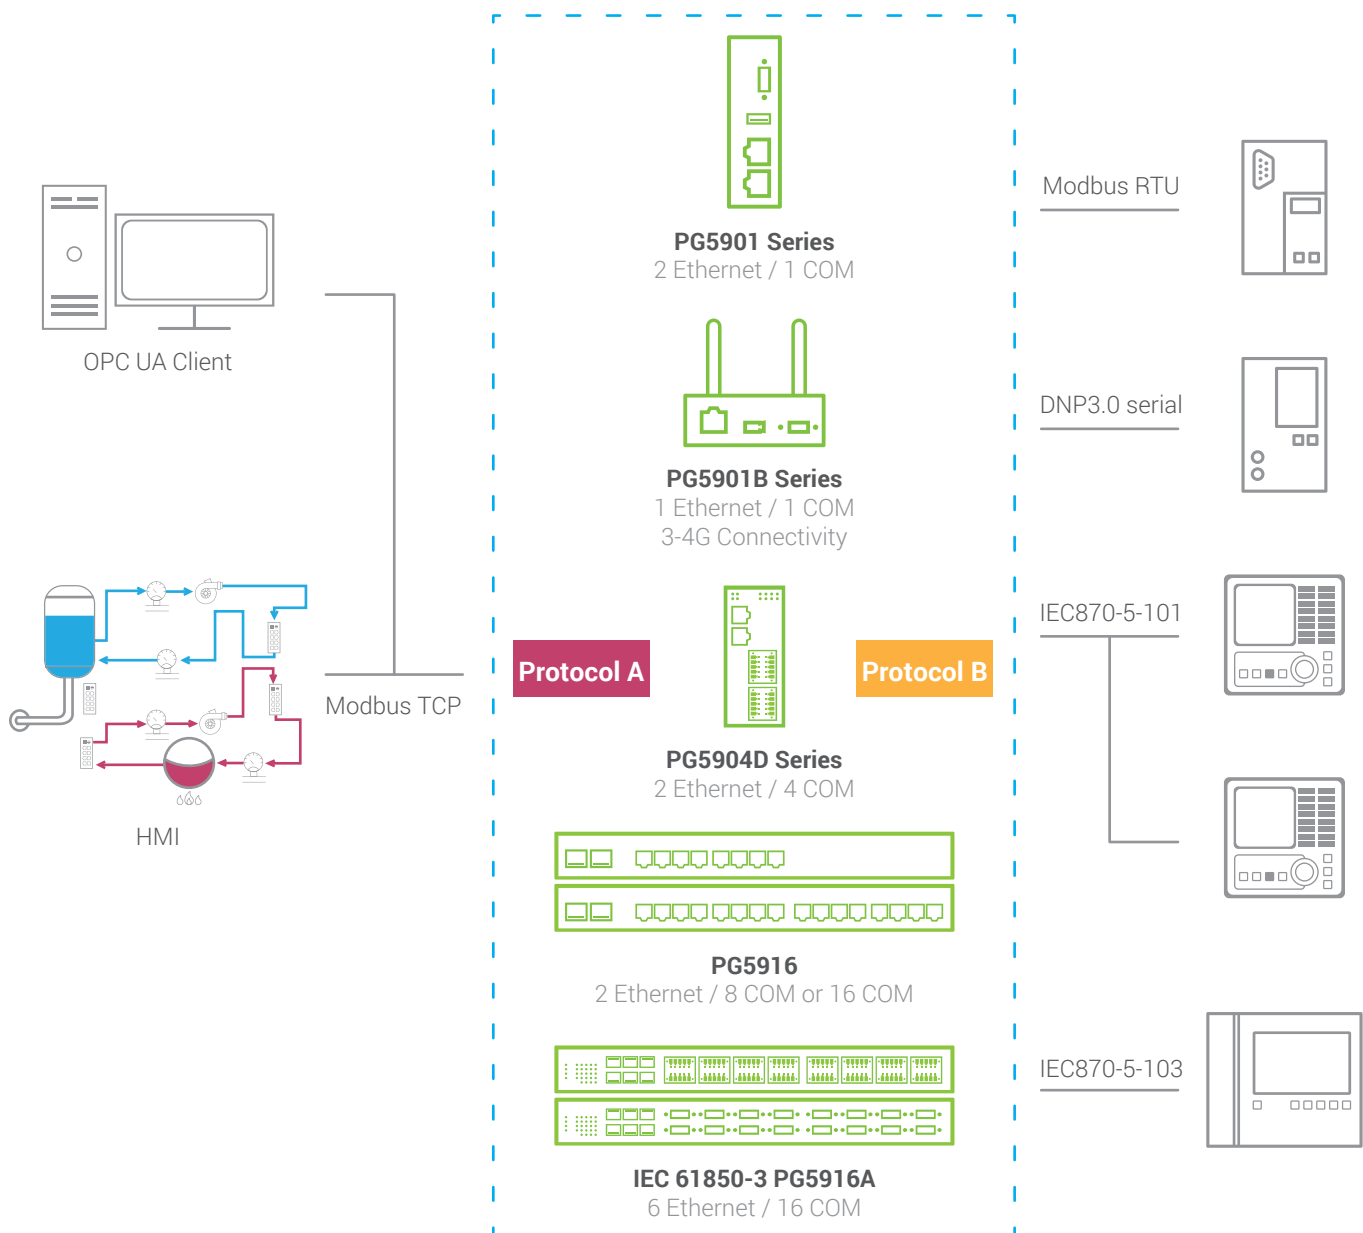 OPC UA Client
HMI
Modbus TCP
PG5901 Series
2 Ethernet / 1 COM
PG5901B Series
1 Ethernet / 1 COM
3-4G Connectivity
Protocol A
Protocol B
PG5904D Series
2 Ethernet / 4 COM
PG5916
2 Ethernet / 8 COM or 16 COM
IEC 61850-3 PG5916A
6 Ethernet / 16 COM
Modbus RTU
DNP3.0 serial
IEC870-5-101
IEC870-5-103